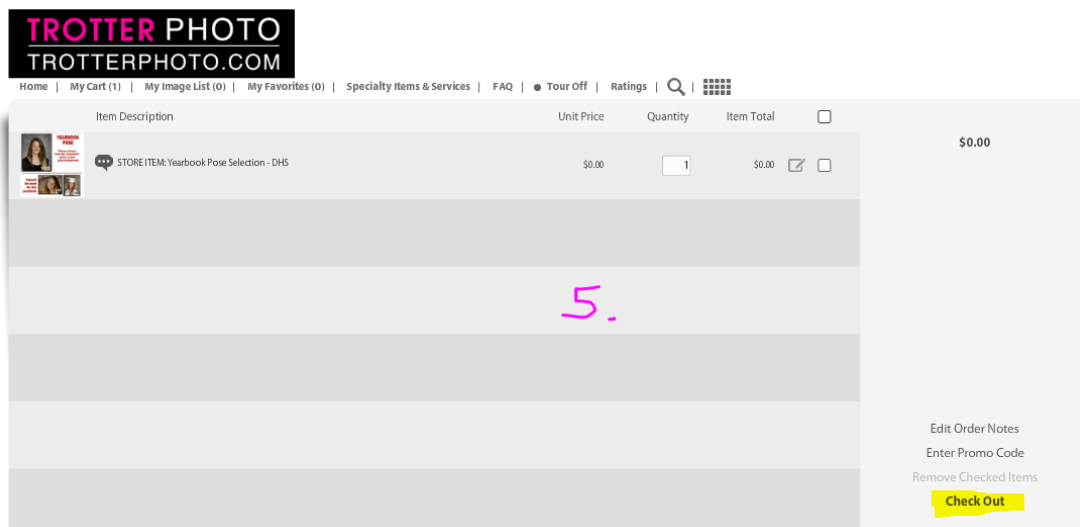 TROTTER PHOTO
TROTTERPHOTO.COM
Home | My Cart (1) | My Image List (0) | My Favorites (0) | Specialty Items & Services | FAQ | ● Tour Off | Ratings | |
Item Description Unit Price Quantity Item Total
$0.00
YEARBOOK
POSE
STORE ITEM: Yearbook Pose Selection - DHS $0.00 1 $0.00
5.
Edit Order Notes
Enter Promo Code
Remove Checked Items
Check Out